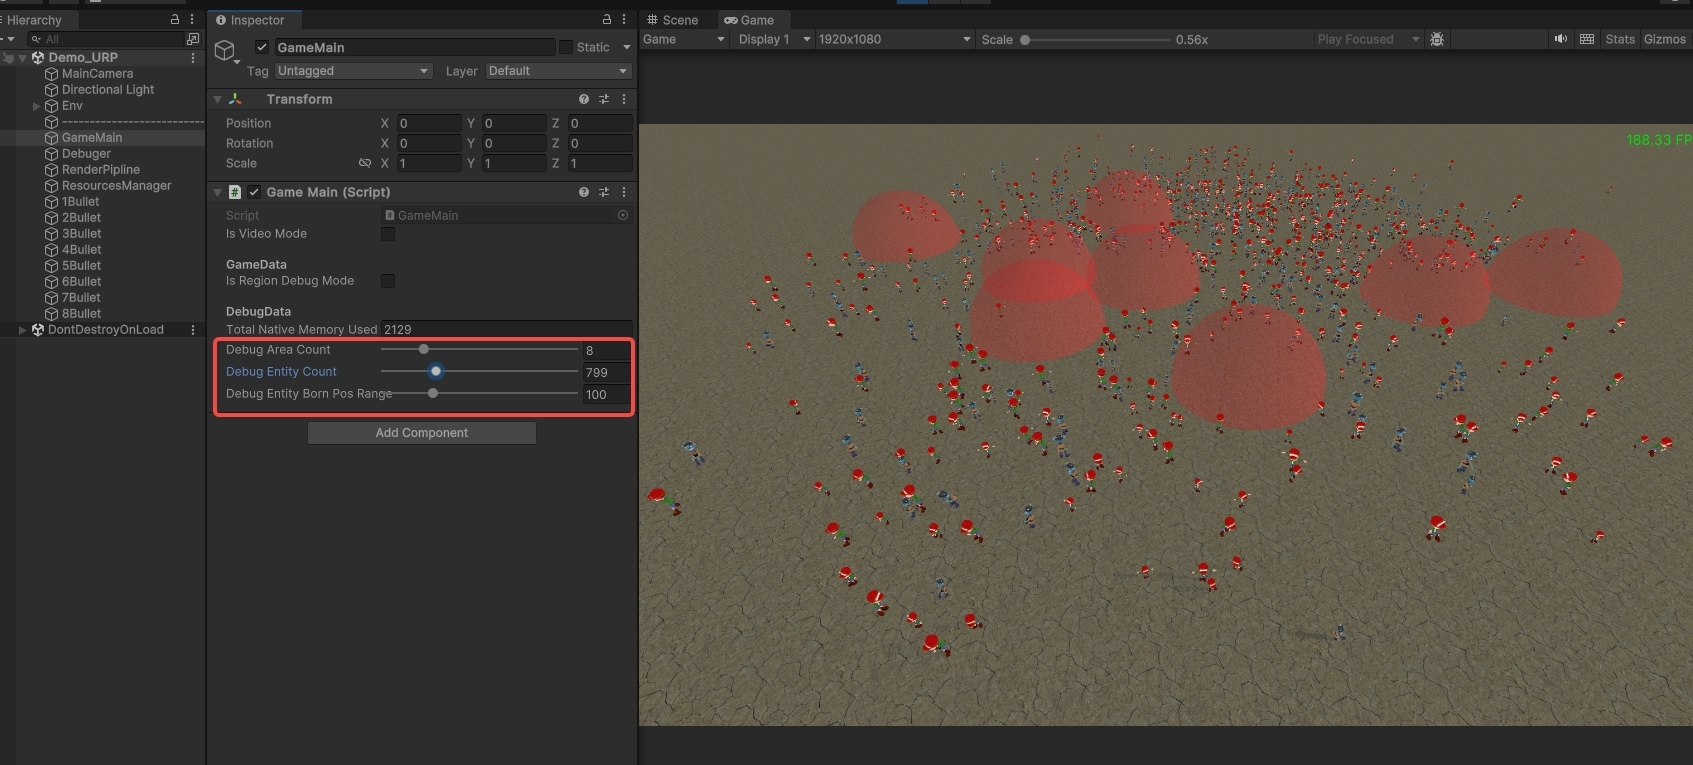 Hierarchy
All
Demo_URP
MainCamera
Directional Light
Env
--------------------------
GameMain
Debuger
RenderPipline
ResourcesManager
1Bullet
2Bullet
3Bullet
4Bullet
5Bullet
6Bullet
7Bullet
8Bullet
DontDestroyOnLoad
Inspector
GameMain
Static
Tag Untagged Layer Default
Transform
Position X 0 Y 0 Z 0
Rotation X 0 Y 0 Z 0
Scale X 1 Y 1 Z 1
# Game Main (Script)
Script GameMain
Is Video Mode
GameData
Is Region Debug Mode
DebugData
Total Native Memory Used 2129
Debug Area Count 8
Debug Entity Count 799
Debug Entity Born Pos Range 100
Add Component
Scene Game
Game Display 1 1920x1080 Scale 0.56x Play Focused Stats Gizmos
188.33 FP